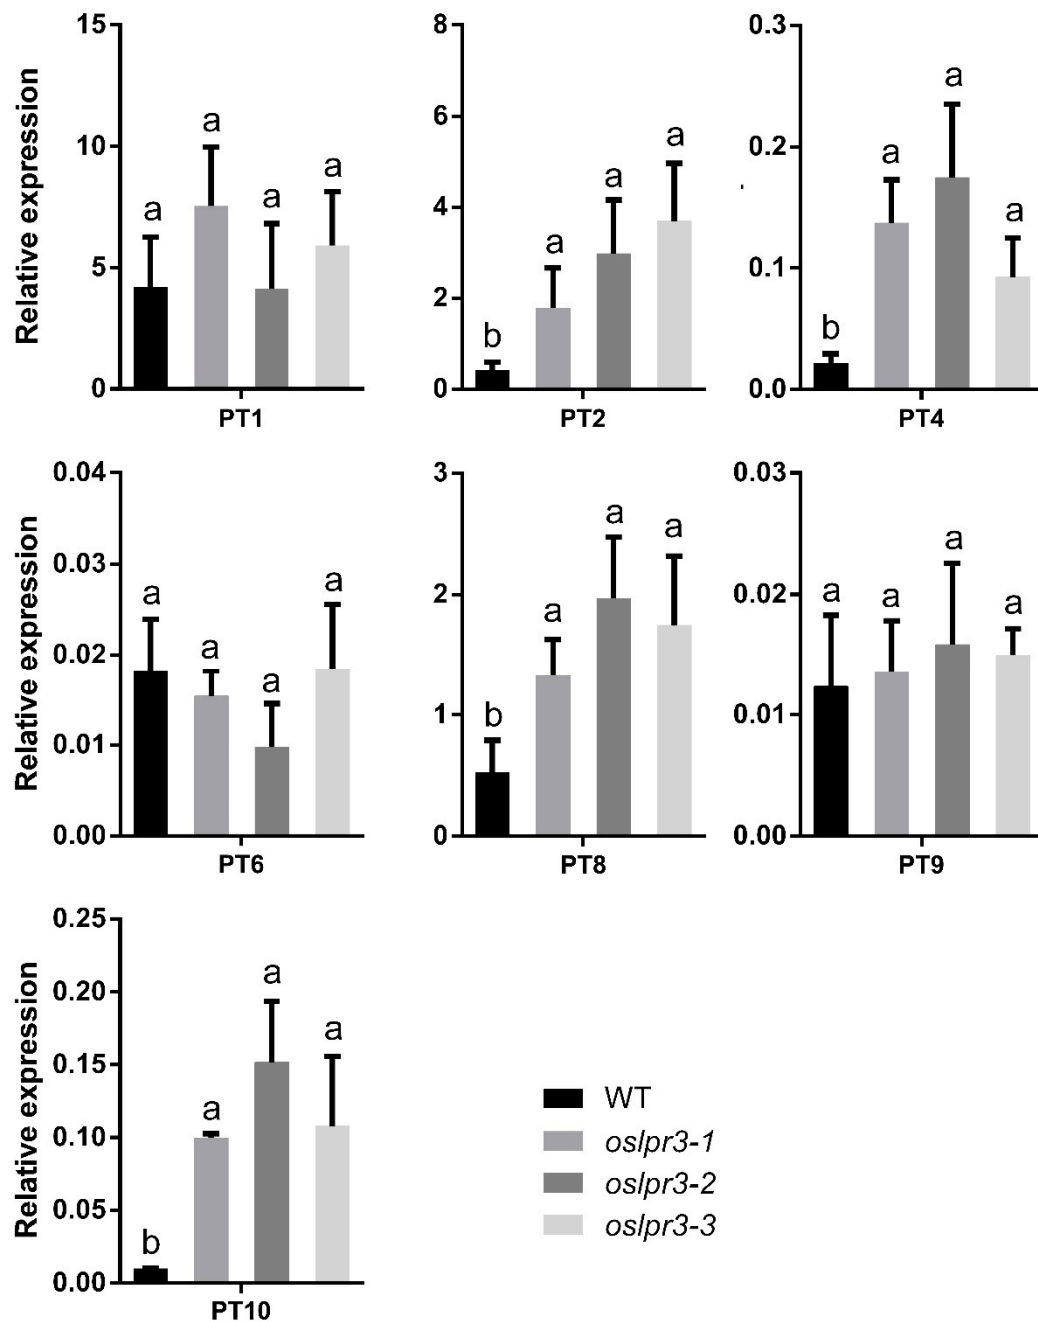 Relative expression
15
10
5
0
a
a
a
a
PT1
8
6
4
2
0
b
a
a
a
PT2
0.3
0.2
0.1
0.0
b
a
a
a
PT4
Relative expression
0.04
0.03
0.02
0.01
0.00
a
a
a
a
PT6
3
2
1
0
b
a
a
a
PT8
0.03
0.02
0.01
0.00
a
a
a
a
PT9
Relative expression
0.25
0.20
0.15
0.10
0.05
0.00
b
a
a
a
PT10
WT
oslpr3-1
oslpr3-2
oslpr3-3